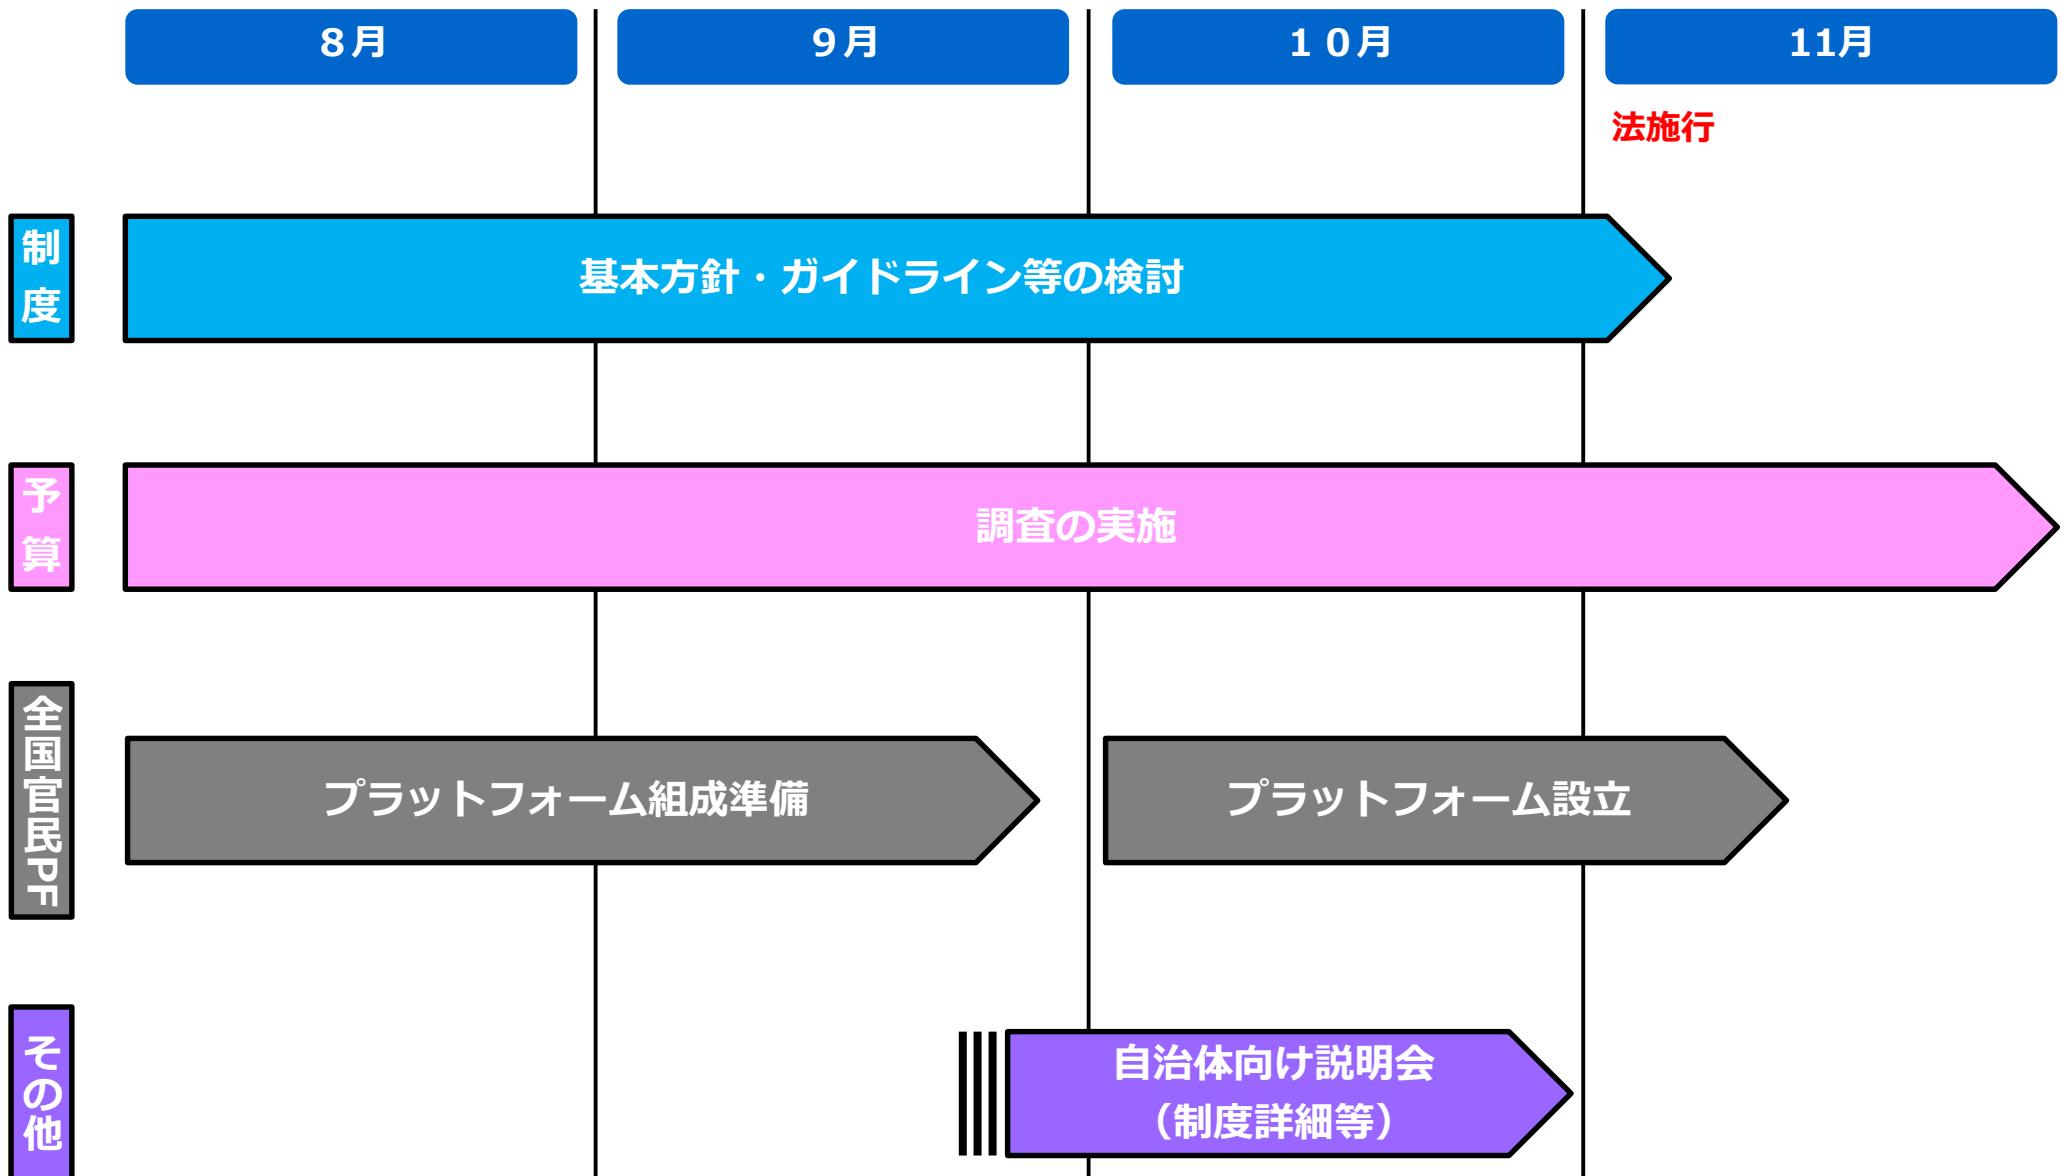 ８月
９月
１０月
11月
法施行
制度
基本方針・ガイドライン等の検討
予算
調査の実施
全国官民PF
プラットフォーム組成準備
プラットフォーム設立
その他
自治体向け説明会
（制度詳細等）